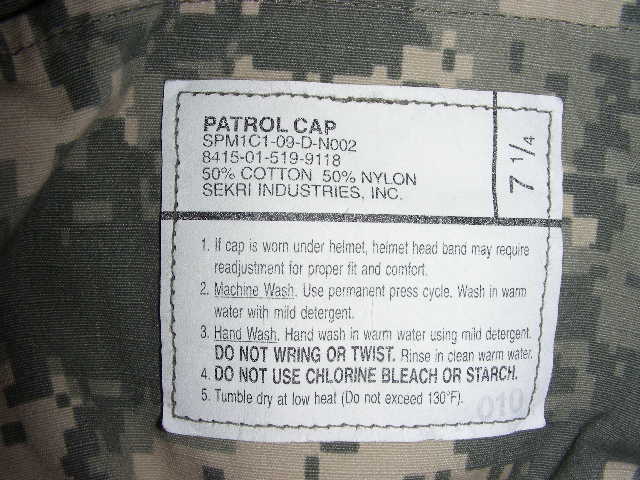 PATROL CAP
SPM1C1-09-D-N002
8415-01-519-9118
50% COTTON 50% NYLON
SEKRI INDUSTRIES, INC.
7 1/4
1. If cap is worn under helmet, helmet head band may require
readjustment for proper fit and comfort.
2. Machine Wash. Use permanent press cycle. Wash in warm
water with mild detergent.
3. Hand Wash. Hand wash in warm water using mild detergent.
DO NOT WRING OR TWIST. Rinse in clean warm water.
4. DO NOT USE CHLORINE BLEACH OR STARCH.
5. Tumble dry at low heat (Do not exceed 130°F).
010